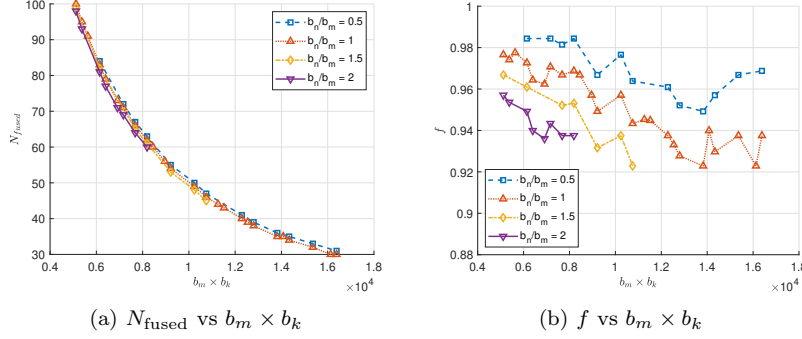 100
90
80
70
60
50
40
30
N_fused
0.4 0.6 0.8 1 1.2 1.4 1.6 1.8
×10^4
b_m × b_k
b_n/b_m = 0.5
b_n/b_m = 1
b_n/b_m = 1.5
b_n/b_m = 2
(a) N_fused vs b_m × b_k
1
0.98
0.96
0.94
0.92
0.9
0.88
f
b_n/b_m = 0.5
b_n/b_m = 1
b_n/b_m = 1.5
b_n/b_m = 2
0.4 0.6 0.8 1 1.2 1.4 1.6 1.8
×10^4
b_m × b_k
(b) f vs b_m × b_k